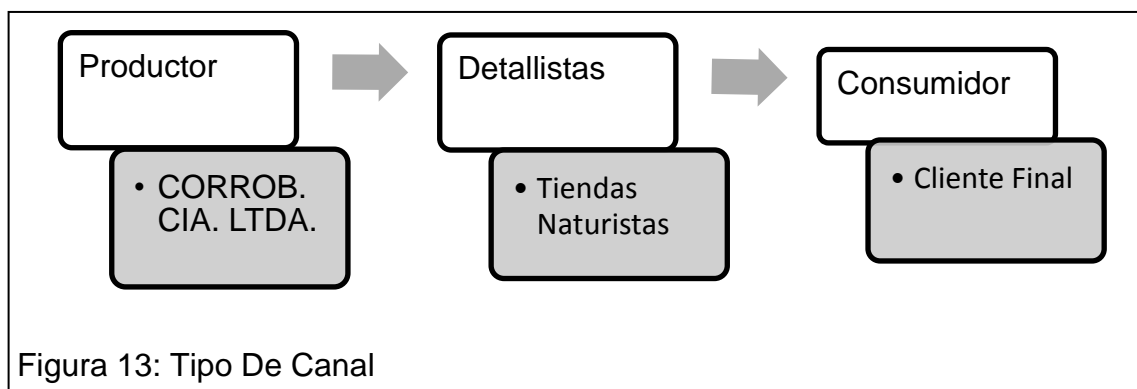 Productor
• CORROB.
CIA. LTDA.
Detallistas
• Tiendas
Naturistas
Consumidor
• Cliente Final
Figura 13: Tipo De Canal